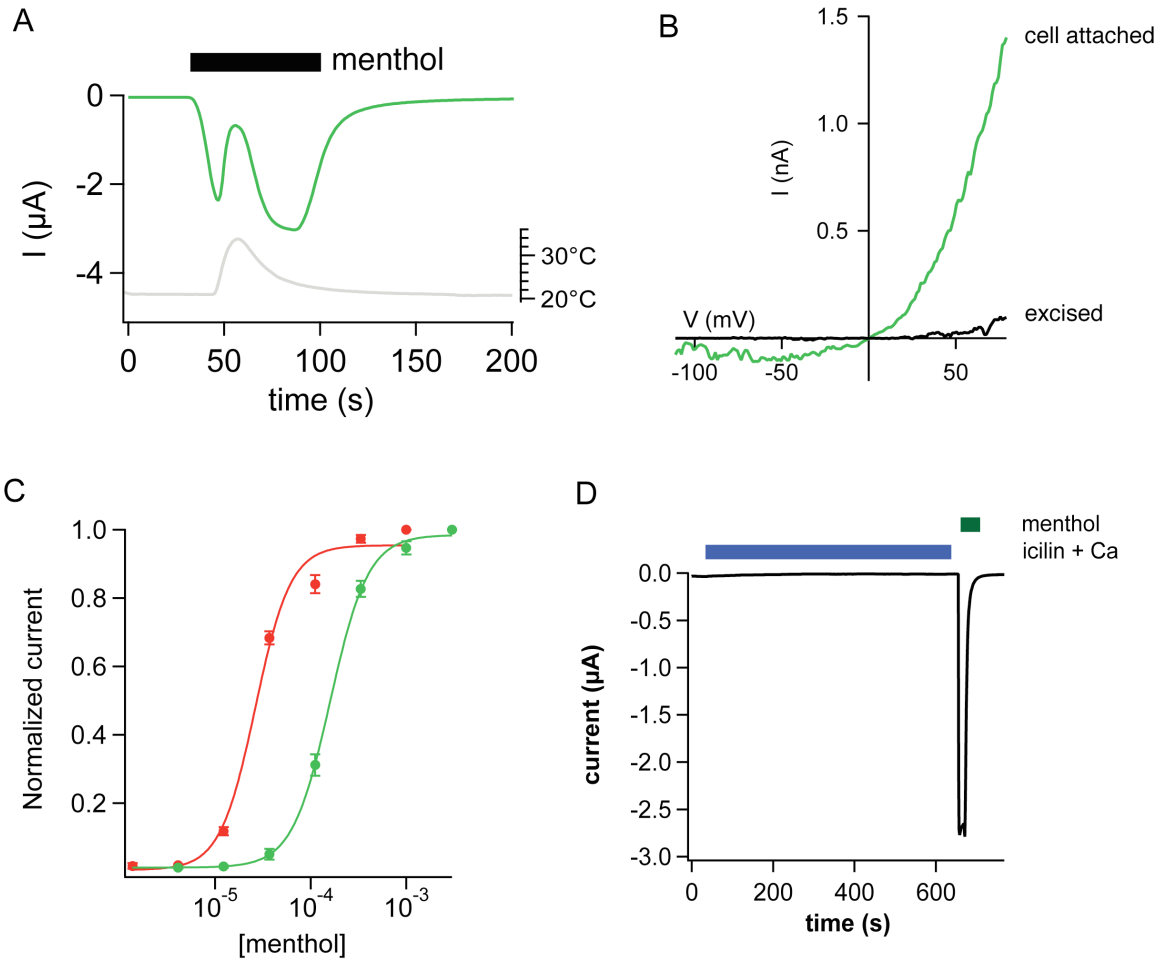 A
menthol
0
-2
-4
I (µA)
30°C
20°C
0 50 100 150 200
time (s)
B
1.5
1.0
0.5
I (nA)
cell attached
excised
V (mV)
-100 -50 50
C
1.0
0.8
0.6
0.4
0.2
Normalized current
10-5 10-4 10-3
[menthol]
D
menthol
icilin + Ca
0.0
-0.5
-1.0
-1.5
-2.0
-2.5
-3.0
current (µA)
0 200 400 600
time (s)